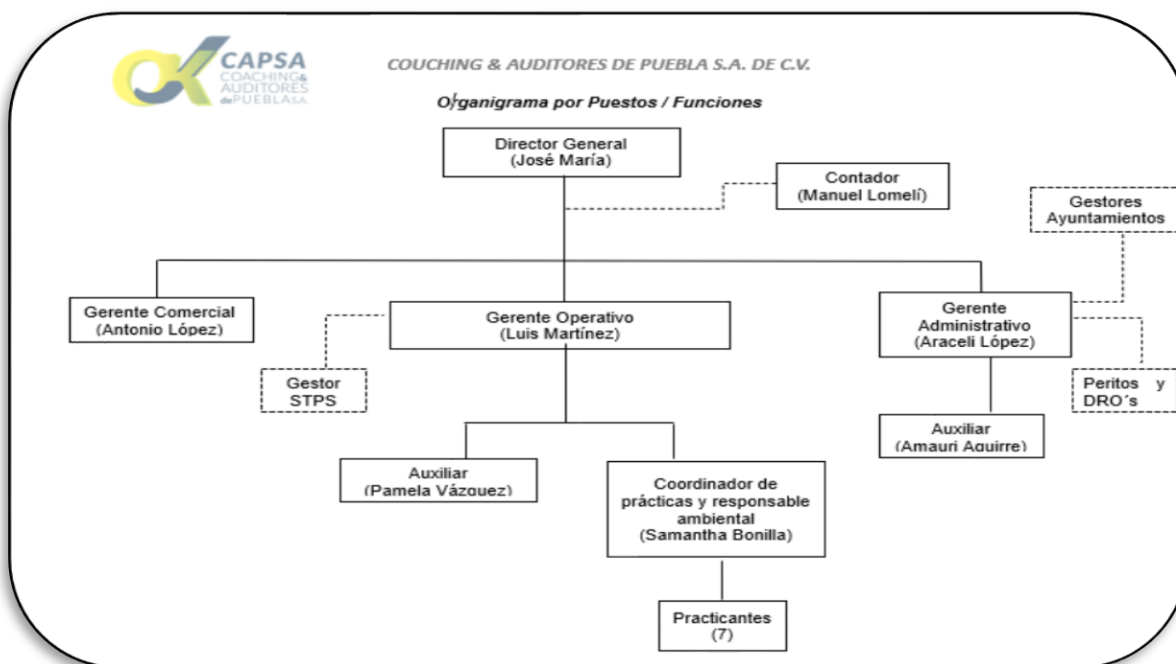 CAPSA
COACHING&
AUDITORES
de PUEBLA S.A.
COUCHING & AUDITORES DE PUEBLA S.A. DE C.V.
Organigrama por Puestos / Funciones
Director General
(José María)
Contador
(Manuel Lomelí)
Gestores
Ayuntamientos
Gerente Comercial
(Antonio López)
Gerente Operativo
(Luis Martínez)
Gerente
Administrativo
(Araceli López)
Gestor
STPS
Peritos y
DRO´s
Auxiliar
(Amauri Aguirre)
Auxiliar
(Pamela Vázquez)
Coordinador de
prácticas y responsable
ambiental
(Samantha Bonilla)
Practicantes
(7)